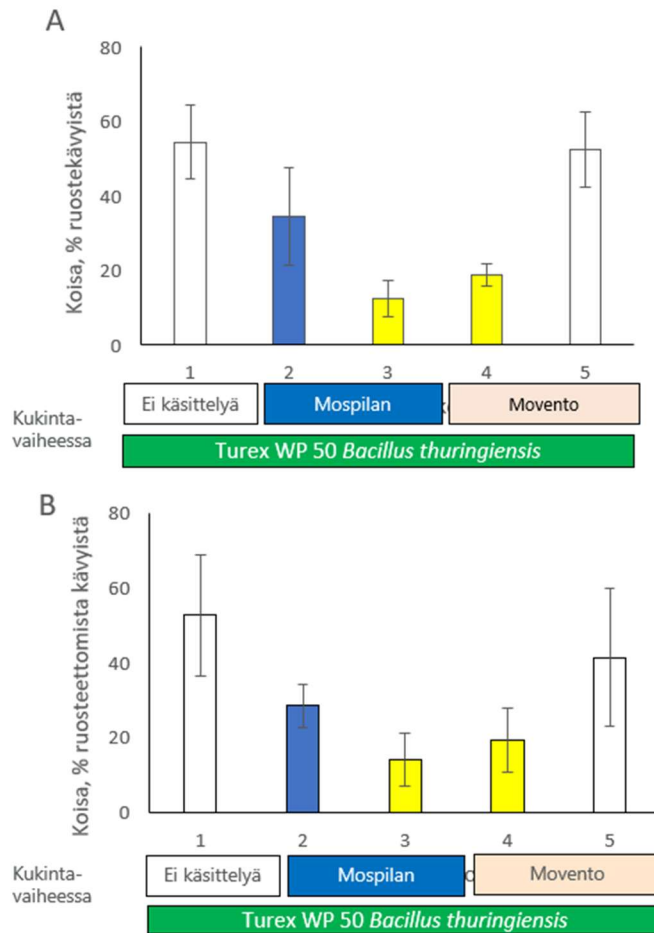 A
Koisa, % ruostekävyistä
80
60
40
20
0
1 2 3 4 5
Kukinta-
vaiheessa
Ei käsittelyä Mospilan Movento
Turex WP 50 Bacillus thuringiensis
B
Koisa, % ruosteettomista kävyistä
80
60
40
20
0
1 2 3 4 5
Kukinta-
vaiheessa
Ei käsittelyä Mospilan Movento
Turex WP 50 Bacillus thuringiensis